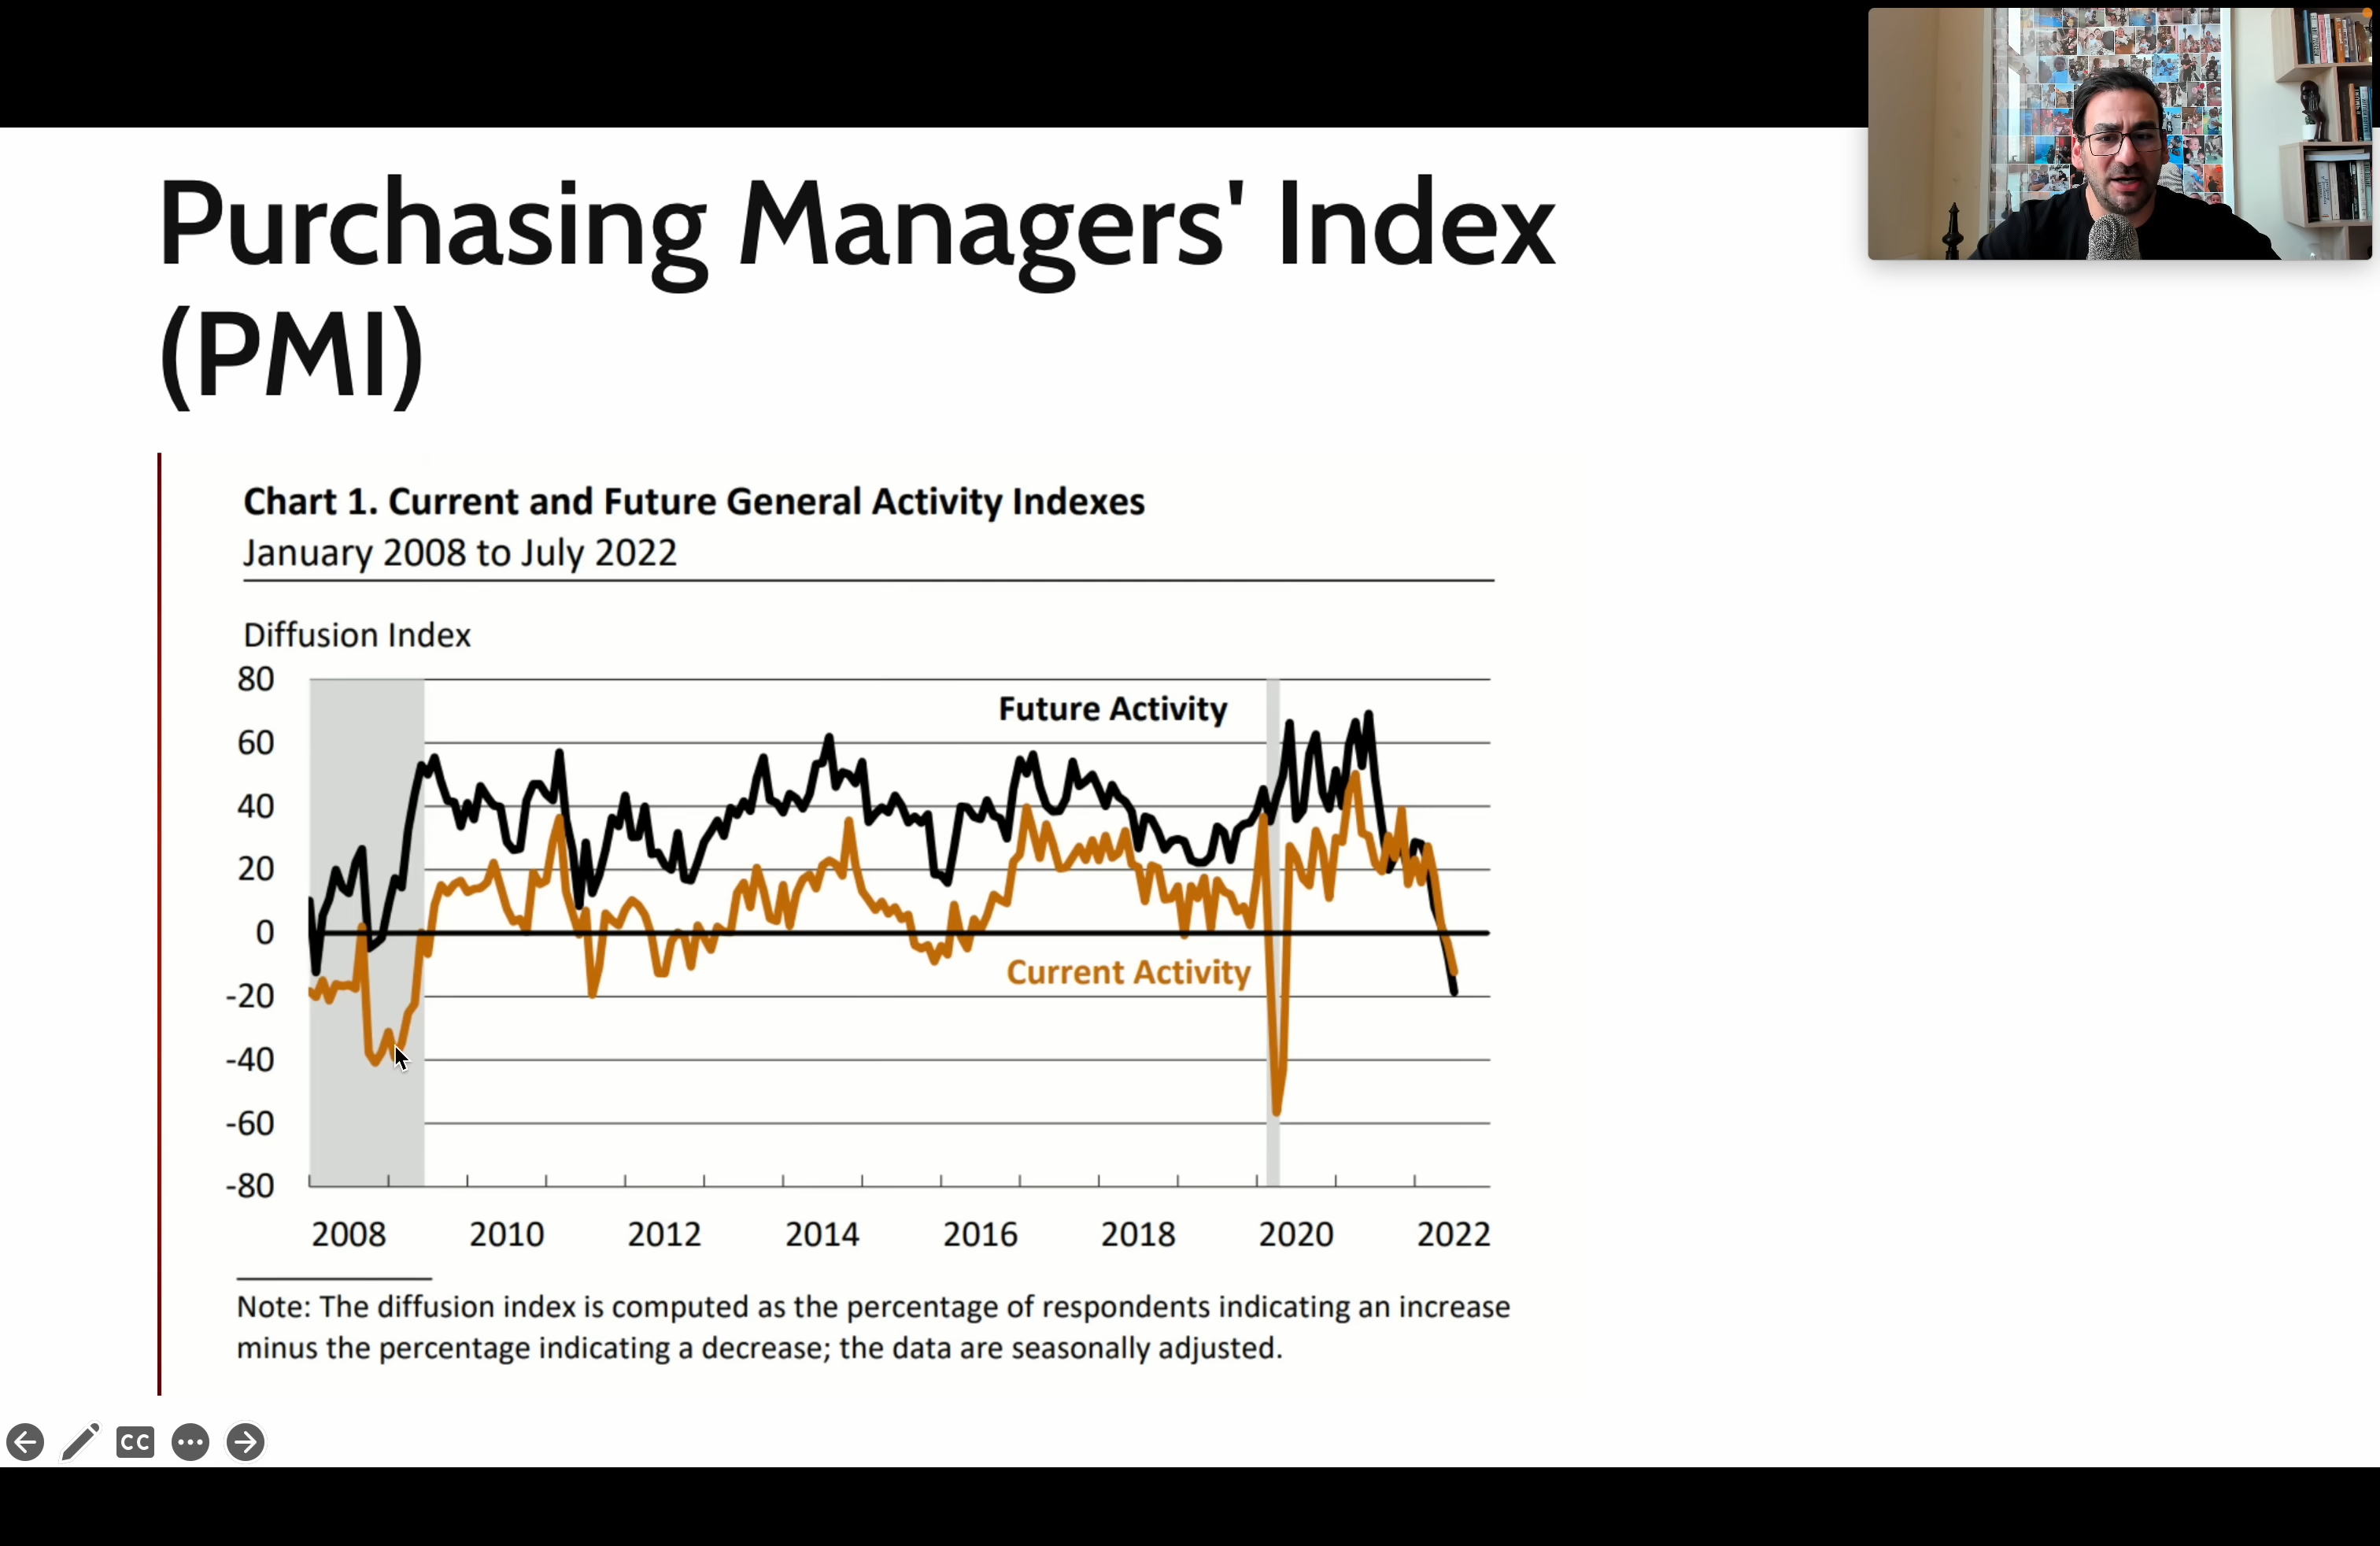 Purchasing Managers' Index
(PMI)
Chart 1. Current and Future General Activity Indexes
January 2008 to July 2022
Diffusion Index
80
60
40
20
0
-20
-40
-60
-80
Future Activity
Current Activity
2008 2010 2012 2014 2016 2018 2020 2022
Note: The diffusion index is computed as the percentage of respondents indicating an increase
minus the percentage indicating a decrease; the data are seasonally adjusted.
CC